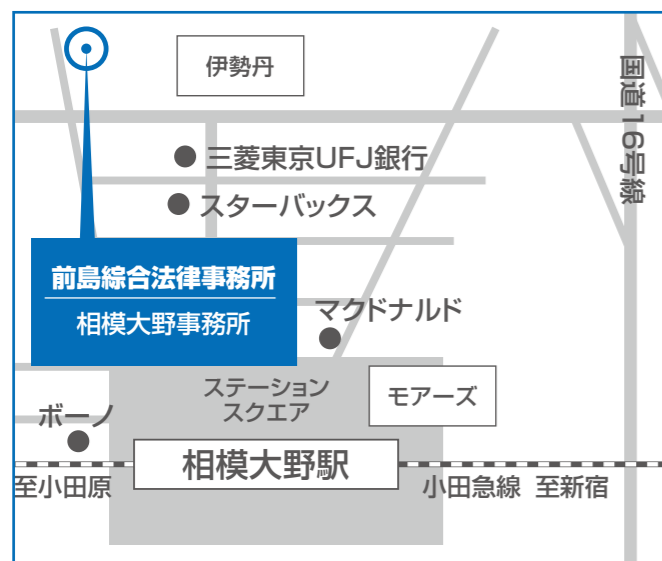 伊勢丹
国道16号線
三菱東京UFJ銀行
スターバックス
前島綜合法律事務所
相模大野事務所
マクドナルド
ステーション
スクエア
モアーズ
ボーノ
相模大野駅
至小田原
小田急線 至新宿